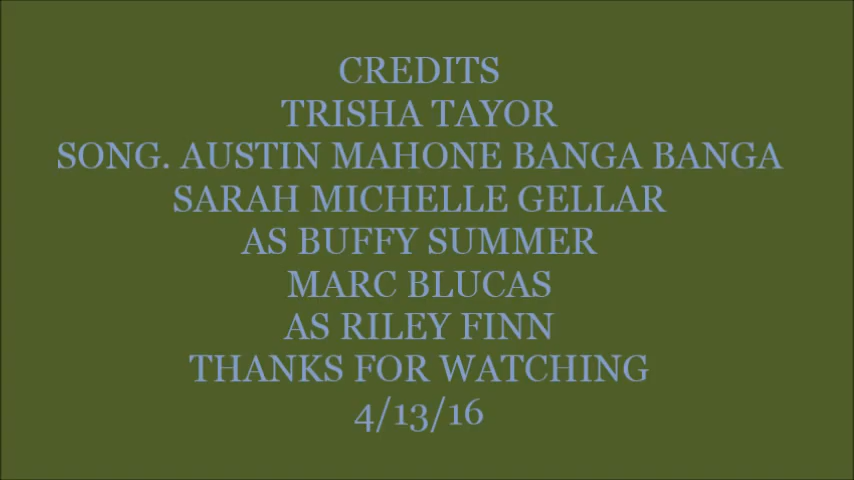 CREDITS
TRISHA TAYOR
SONG. AUSTIN MAHONE BANGA BANGA
SARAH MICHELLE GELLAR
AS BUFFY SUMMER
MARC BLUCAS
AS RILEY FINN
THANKS FOR WATCHING
4/13/16